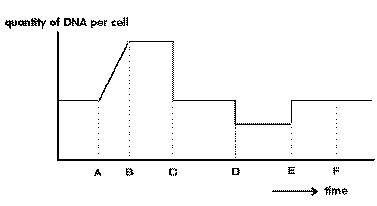 quantity of DNA per cell
A B C D E F
time